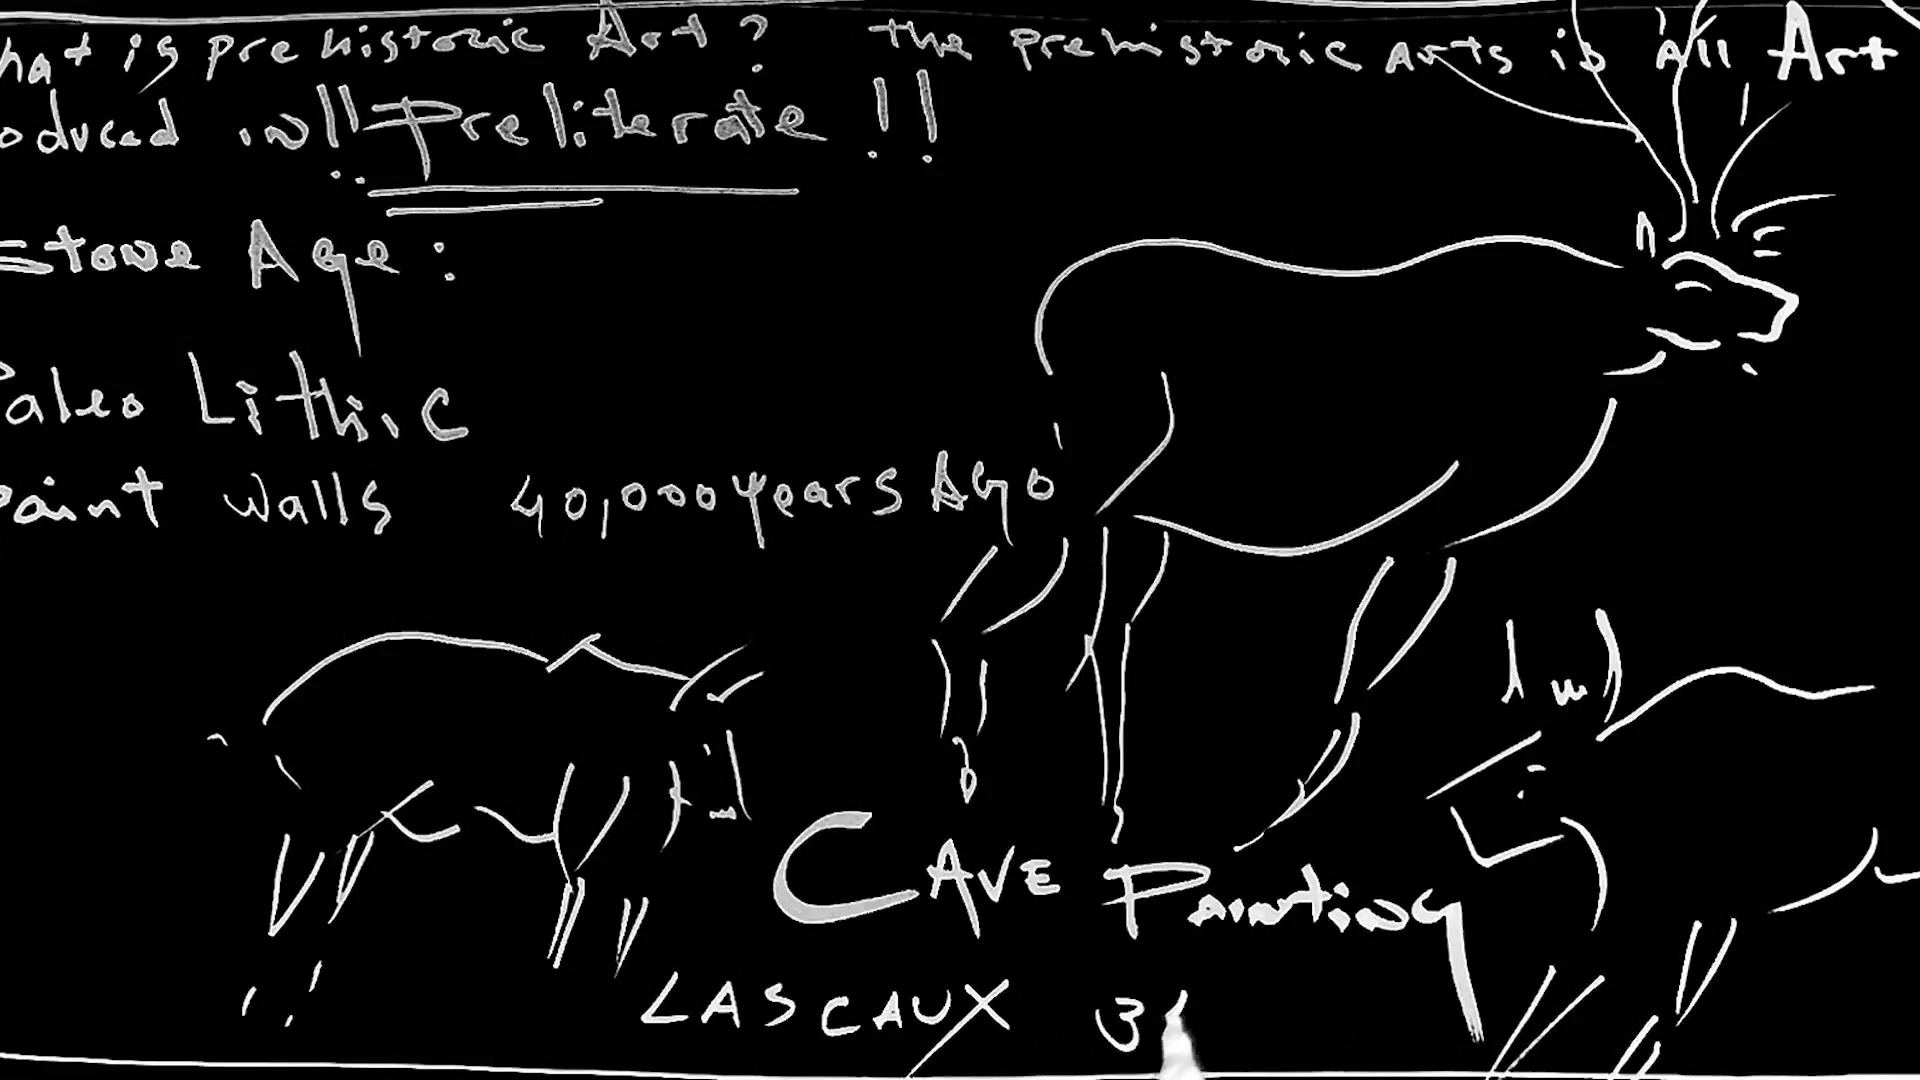 hat is prehistoric Art? the prehistoric arts is All Art
oduced in !! Preliterate !!
Stone Age:
Paleo Lithic
paint walls 40,000 years Ago
CAVE Painting
LASCAUX 3